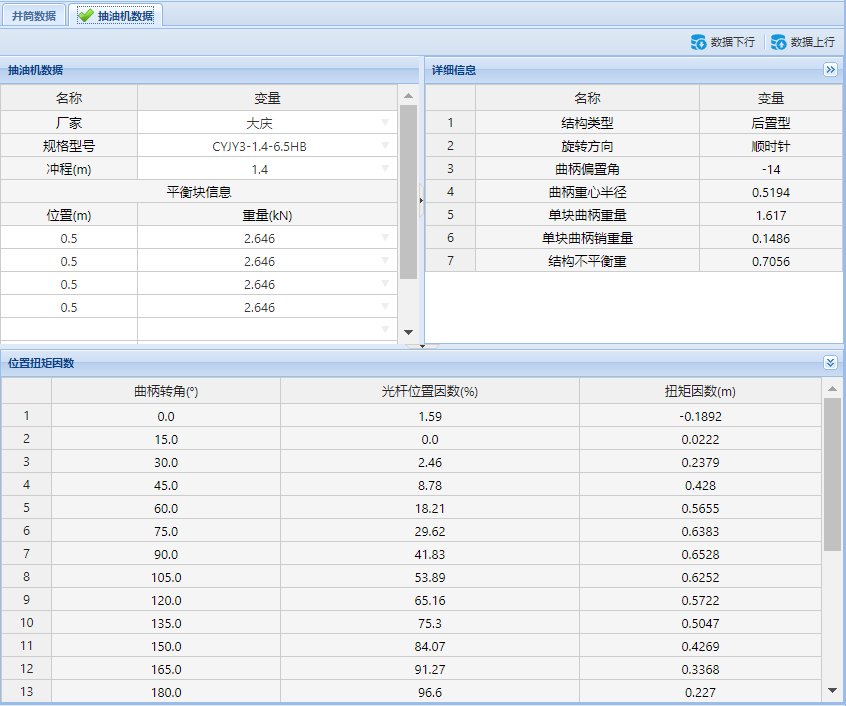 井筒数据 抽油机数据
数据下行 数据上行
抽油机数据
名称 变量
厂家 大庆
规格型号 CYJY3-1.4-6.5HB
冲程(m) 1.4
平衡块信息
位置(m) 重量(kN)
0.5 2.646
0.5 2.646
0.5 2.646
0.5 2.646
详细信息
名称 变量
1 结构类型 后置型
2 旋转方向 顺时针
3 曲柄偏置角 -14
4 曲柄重心半径 0.5194
5 单块曲柄重量 1.617
6 单块曲柄销重量 0.1486
7 结构不平衡重 0.7056
位置扭矩因数
曲柄转角(°) 光杆位置因数(%) 扭矩因数(m)
1 0.0 1.59 -0.1892
2 15.0 0.0 0.0222
3 30.0 2.46 0.2379
4 45.0 8.78 0.428
5 60.0 18.21 0.5655
6 75.0 29.62 0.6383
7 90.0 41.83 0.6528
8 105.0 53.89 0.6252
9 120.0 65.16 0.5722
10 135.0 75.3 0.5047
11 150.0 84.07 0.4269
12 165.0 91.27 0.3368
13 180.0 96.6 0.227